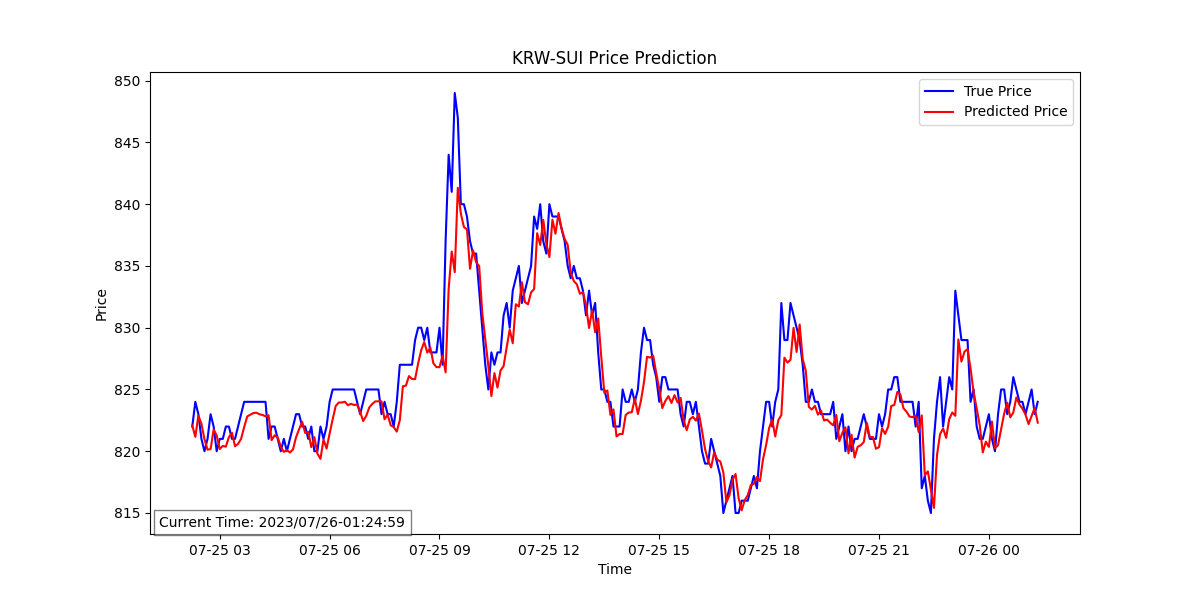 KRW-SUI Price Prediction
True Price
Predicted Price
850
845
840
835
830
825
820
815
Price
Current Time: 2023/07/26-01:24:59
07-25 03
07-25 06
07-25 09
07-25 12
07-25 15
07-25 18
07-25 21
07-26 00
Time